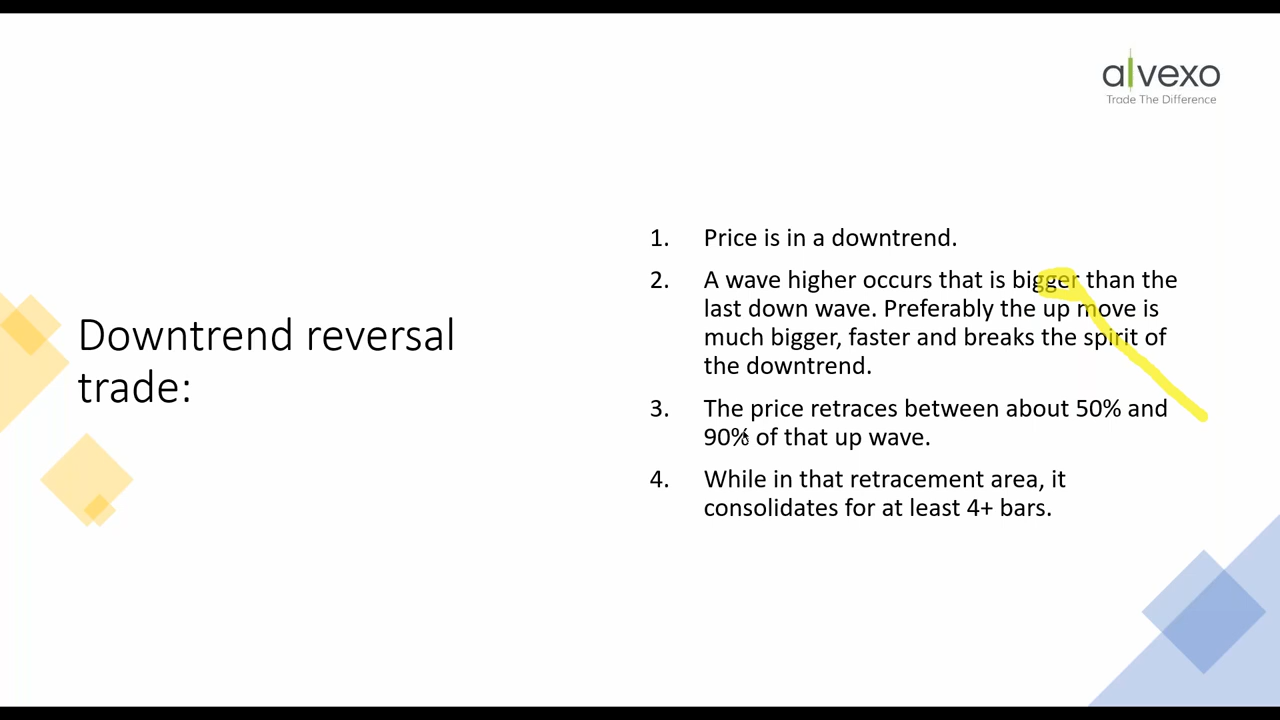 alvexo
Trade The Difference
Downtrend reversal
trade:
1. Price is in a downtrend.
2. A wave higher occurs that is bigger than the
last down wave. Preferably the up move is
much bigger, faster and breaks the spirit of
the downtrend.
3. The price retraces between about 50% and
90% of that up wave.
4. While in that retracement area, it
consolidates for at least 4+ bars.